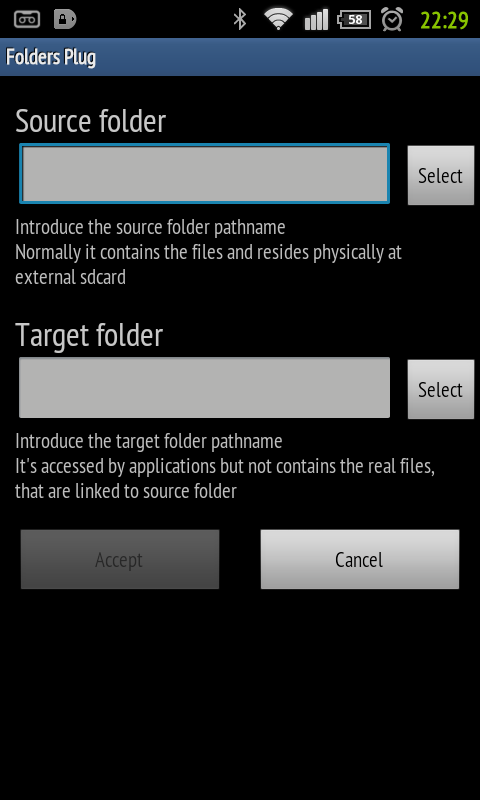 58
22:29
Folders Plug
Source folder
Select
Introduce the source folder pathname
Normally it contains the files and resides physically at
external sdcard
Target folder
Select
Introduce the target folder pathname
It's accessed by applications but not contains the real files,
that are linked to source folder
Accept
Cancel